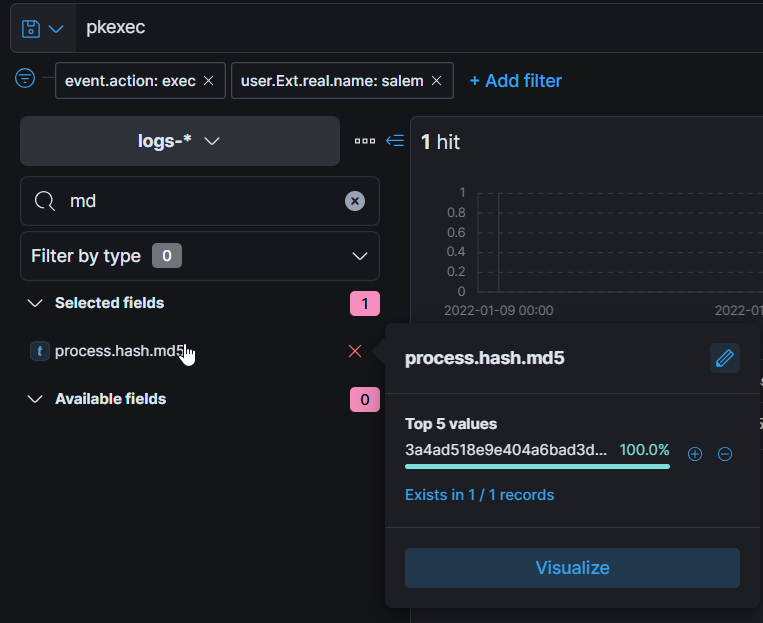 pkexec
event.action: exec
user.Ext.real.name: salem
+ Add filter
logs-*
1 hit
md
Filter by type 0
Selected fields 1
t process.hash.md5
Available fields 0
1
0.8
0.6
0.4
0.2
0
2022-01-09 00:00
2022-01
process.hash.md5
Top 5 values
3a4ad518e9e404a6bad3d... 100.0%
Exists in 1 / 1 records
Visualize